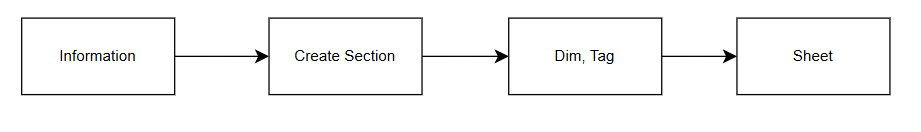 Information
Create Section
Dim, Tag
Sheet